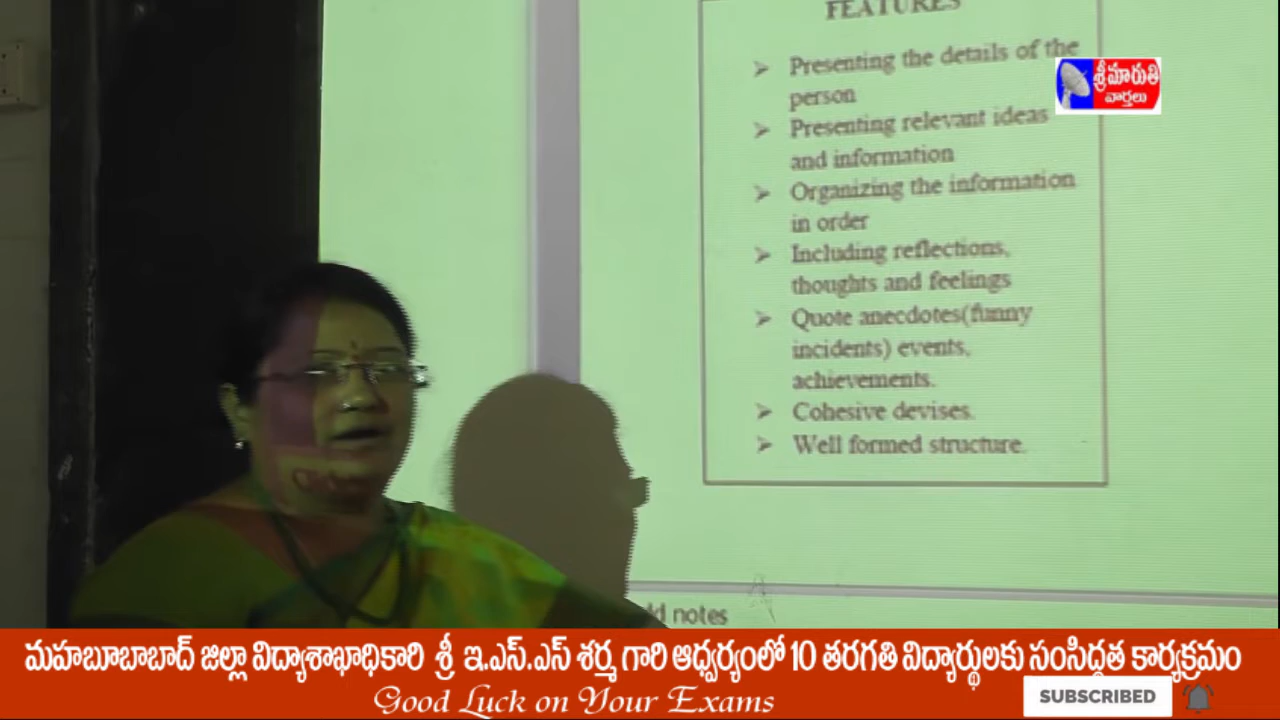 FEATURES
➢ Presenting the details of the
person
➢ Presenting relevant ideas
and information
➢ Organizing the information
in order
➢ Including reflections,
thoughts and feelings
➢ Quote anecdotes(funny
incidents) events,
achievements.
➢ Cohesive devises.
➢ Well formed structure.
శ్రీమారుతి
వార్తలు
notes
మహబూబాబాద్ జిల్లా విద్యాశాఖాధికారి శ్రీ ఇ.ఎస్.ఎస్ శర్మ గారి ఆధ్వర్యంలో 10 తరగతి విద్యార్థులకు సంసిద్ధత కార్యక్రమం
Good Luck on Your Exams
SUBSCRIBED